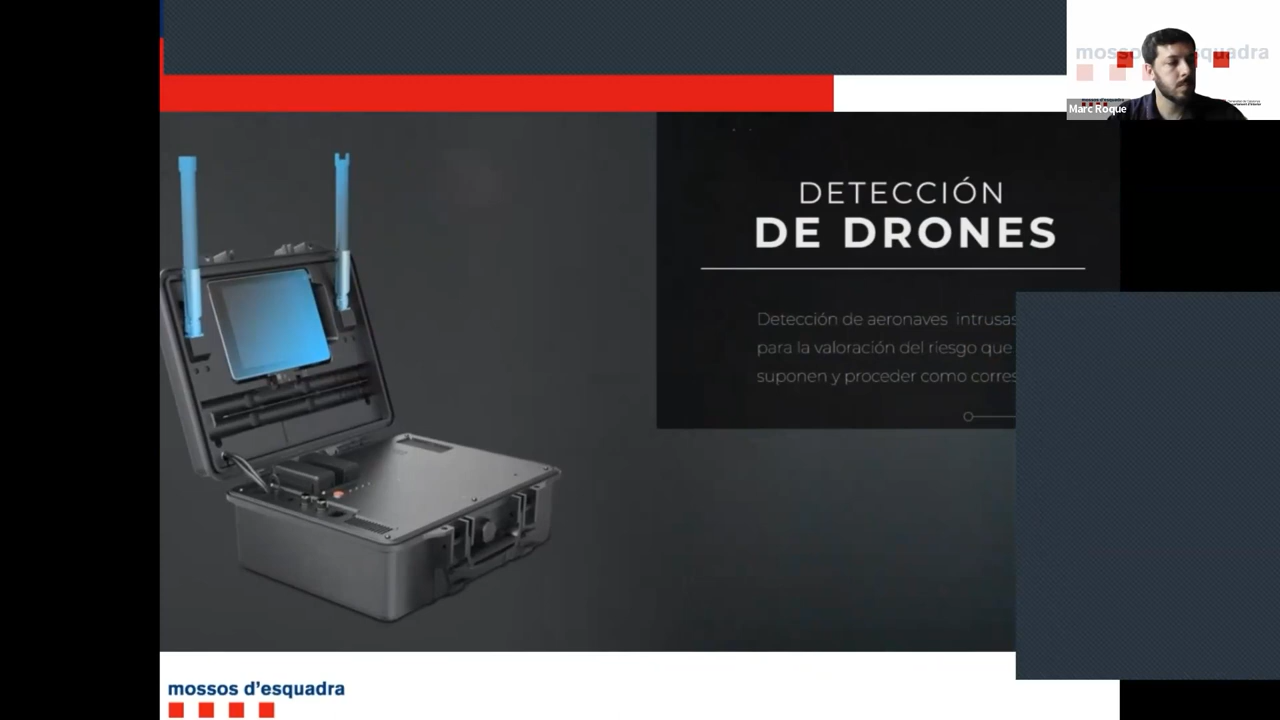 mossos d'esquadra
Marc Roque
DETECCIÓN
DE DRONES
Detección de aeronaves intrusas
para la valoración del riesgo que
suponen y proceder como corres
mossos d'esquadra